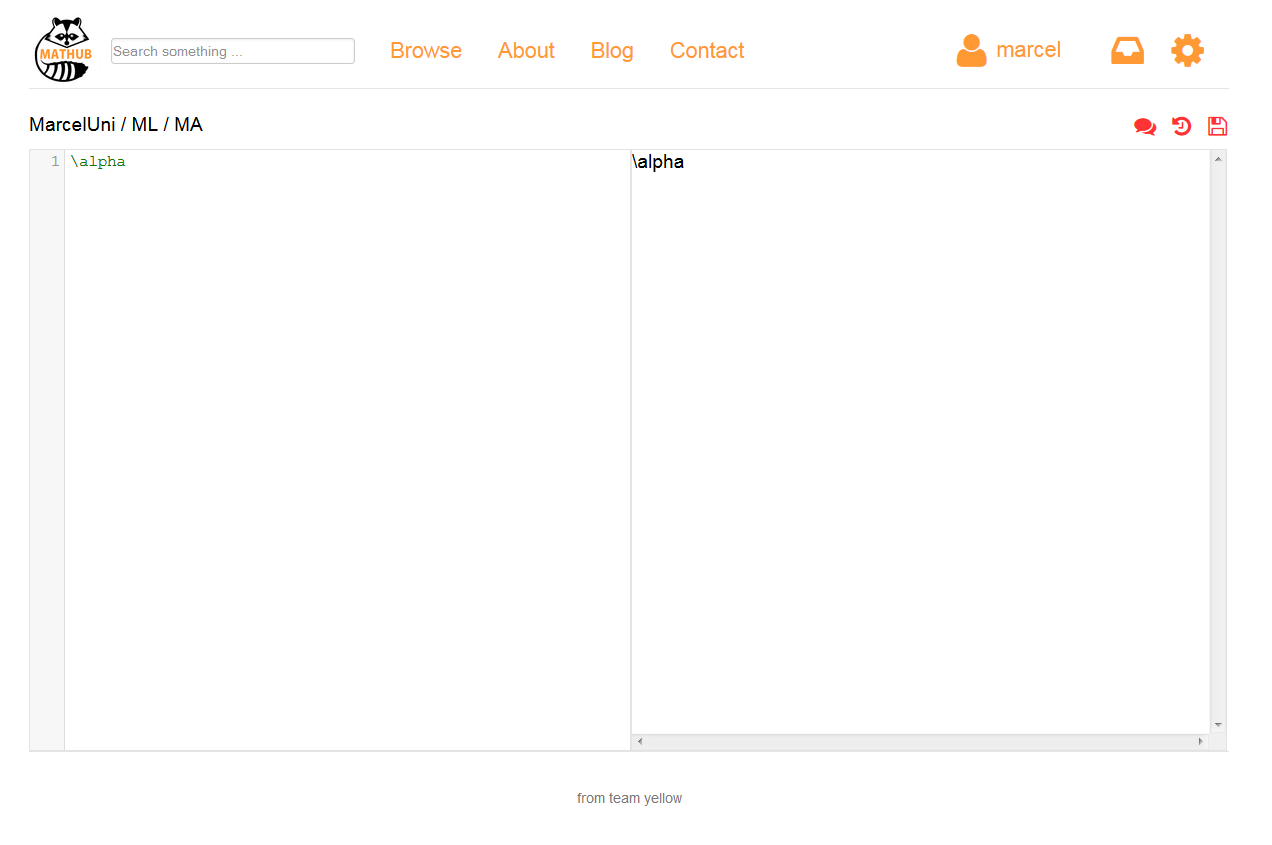 MATHUB
Search something ...
Browse About Blog Contact
marcel
MarcelUni / ML / MA
1 \alpha
\alpha
from team yellow